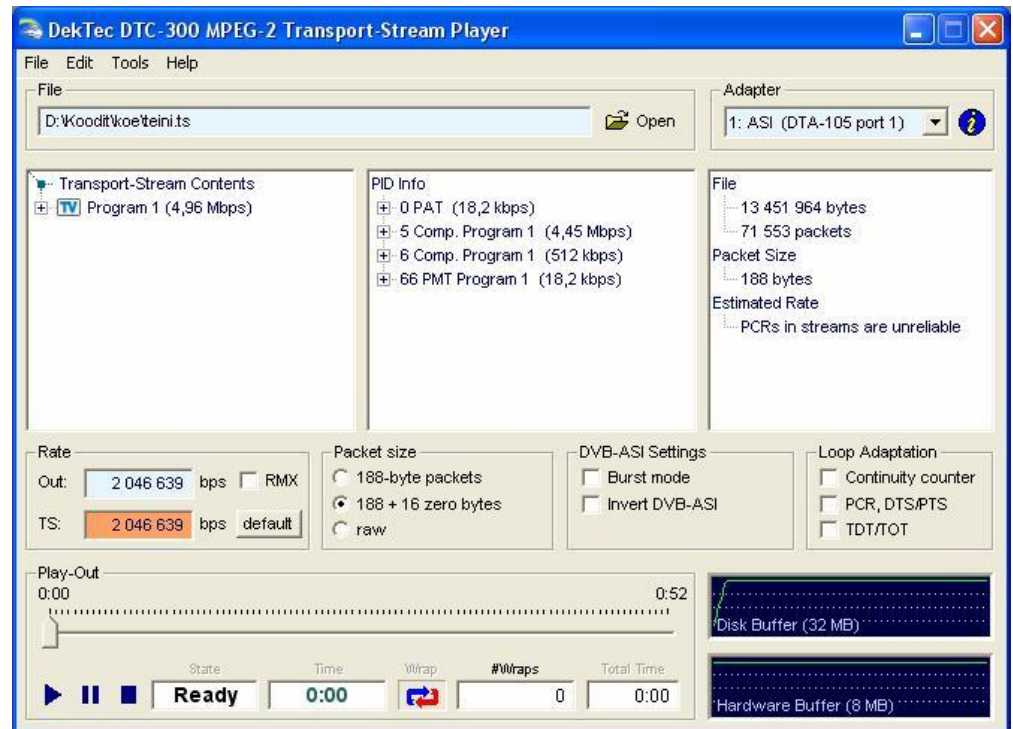 DekTec DTC-300 MPEG-2 Transport-Stream Player
File Edit Tools Help
File
D:\Koodit\koe\teini.ts
Open
Adapter
1: ASI (DTA-105 port 1)
i
Transport-Stream Contents
TV Program 1 (4,96 Mbps)
PID Info
0 PAT (18,2 kbps)
5 Comp. Program 1 (4,45 Mbps)
6 Comp. Program 1 (512 kbps)
66 PMT Program 1 (18,2 kbps)
File
13 451 964 bytes
71 553 packets
Packet Size
188 bytes
Estimated Rate
PCRs in streams are unreliable
Rate
Out: 2 046 639 bps RMX
TS: 2 046 639 bps default
Packet size
188-byte packets
188 + 16 zero bytes
raw
DVB-ASI Settings
Burst mode
Invert DVB-ASI
Loop Adaptation
Continuity counter
PCR, DTS/PTS
TDT/TOT
Play-Out
0:00 0:52
State Time Wrap #Wraps Total Time
Ready 0:00 0 0:00
Disk Buffer (32 MB)
Hardware Buffer (8 MB)